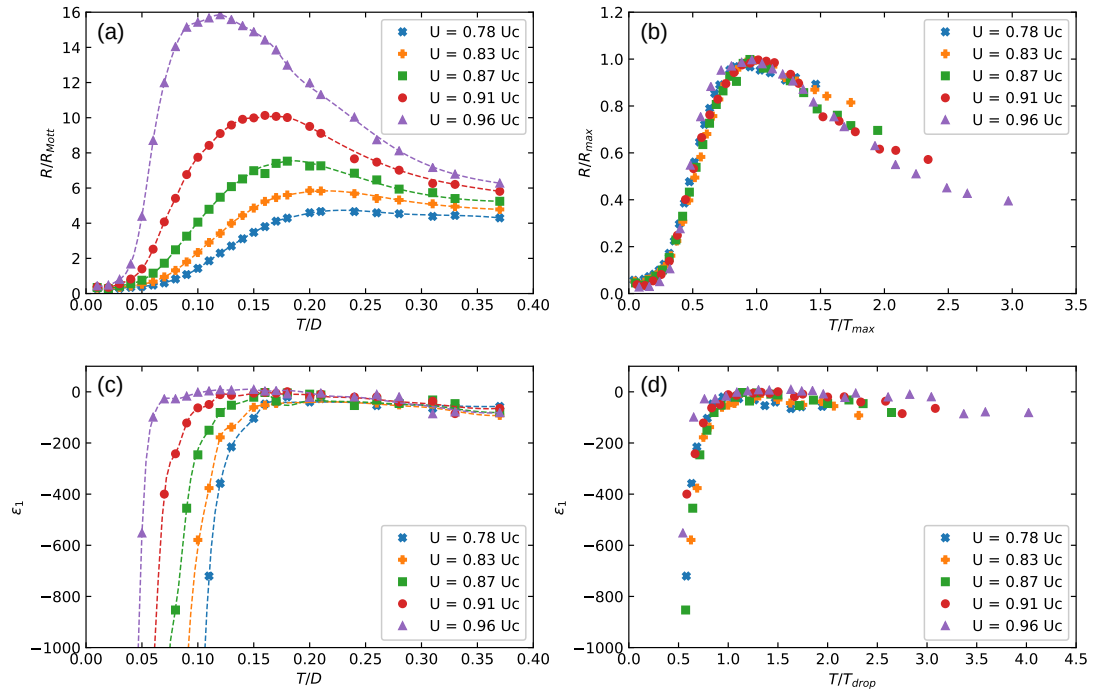 (a)
R/R_Mott
16
14
12
10
8
6
4
2
0
0.00 0.05 0.10 0.15 0.20 0.25 0.30 0.35 0.40
T/D
U = 0.78 Uc
U = 0.83 Uc
U = 0.87 Uc
U = 0.91 Uc
U = 0.96 Uc
(b)
R/R_max
1.2
1.0
0.8
0.6
0.4
0.2
0.0
0.0 0.5 1.0 1.5 2.0 2.5 3.0 3.5
T/T_max
U = 0.78 Uc
U = 0.83 Uc
U = 0.87 Uc
U = 0.91 Uc
U = 0.96 Uc
(c)
ε₁
0
−200
−400
−600
−800
−1000
0.00 0.05 0.10 0.15 0.20 0.25 0.30 0.35 0.40
T/D
U = 0.78 Uc
U = 0.83 Uc
U = 0.87 Uc
U = 0.91 Uc
U = 0.96 Uc
(d)
ε₁
0
−200
−400
−600
−800
−1000
0.0 0.5 1.0 1.5 2.0 2.5 3.0 3.5 4.0 4.5
T/T_drop
U = 0.78 Uc
U = 0.83 Uc
U = 0.87 Uc
U = 0.91 Uc
U = 0.96 Uc